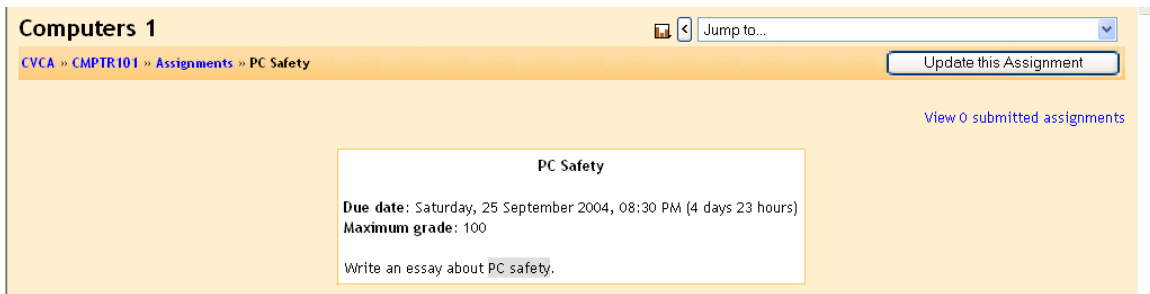 Computers 1
< Jump to...
CVCA » CMPTR101 » Assignments » PC Safety
Update this Assignment
View 0 submitted assignments
PC Safety
Due date: Saturday, 25 September 2004, 08:30 PM (4 days 23 hours)
Maximum grade: 100
Write an essay about PC safety.